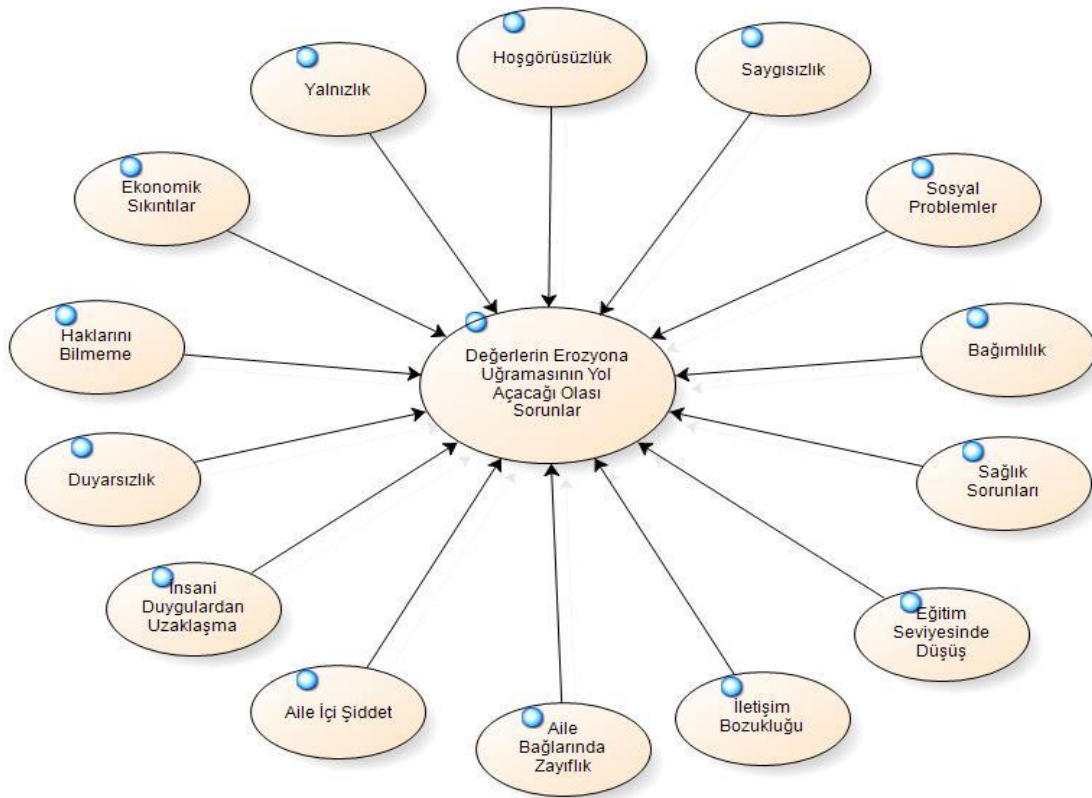 Hoşgörüsüzlük
Saygısızlık
Yalnızlık
Ekonomik
Sıkıntılar
Sosyal
Problemler
Haklarını
Bilmeme
Değerlerin Erozyona
Uğramasının Yol
Açacağı Olası
Sorunlar
Bağımlılık
Duyarsızlık
Sağlık
Sorunları
İnsani
Duygulardan
Uzaklaşma
Eğitim
Seviyesinde
Düşüş
Aile İçi Şiddet
Aile
Bağlarında
Zayıflık
İletişim
Bozukluğu